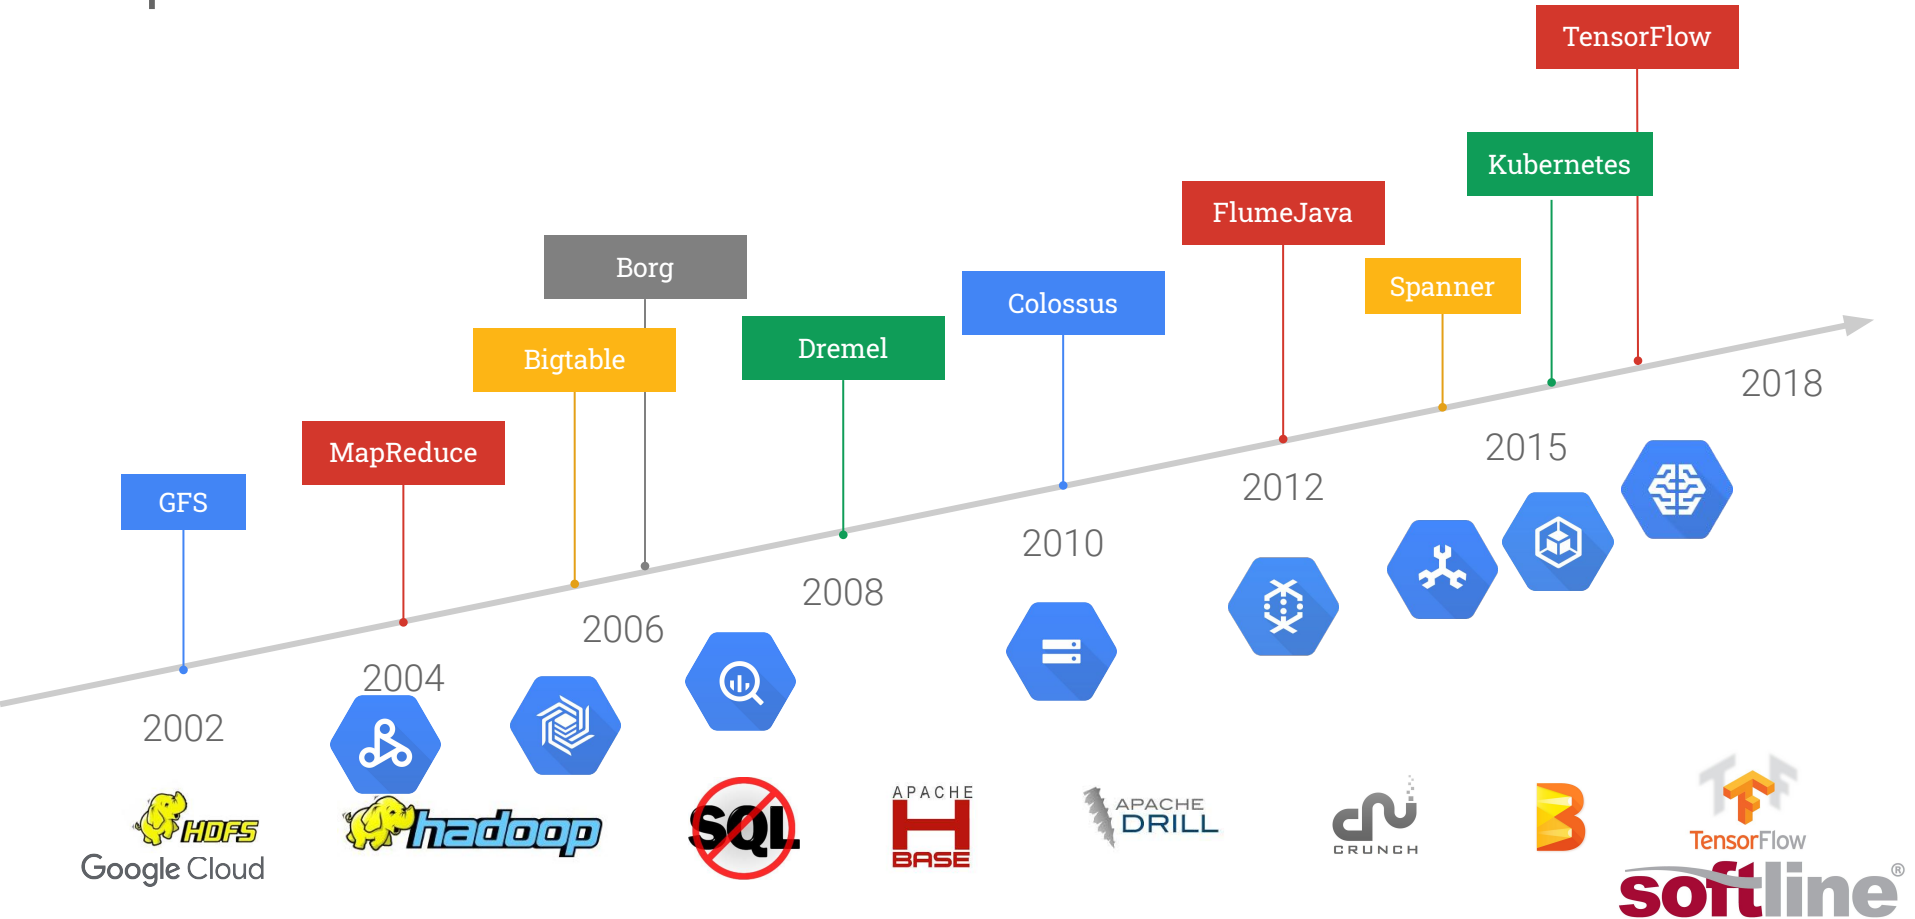 TensorFlow
Kubernetes
FlumeJava
Borg
Spanner
Colossus
Dremel
Bigtable
MapReduce
GFS
2018
2015
2012
2010
2008
2006
2004
2002
HDFS
hadoop
SQL
APACHE
H
BASE
APACHE
DRILL
CRUNCH
TensorFlow
Google Cloud
softline®